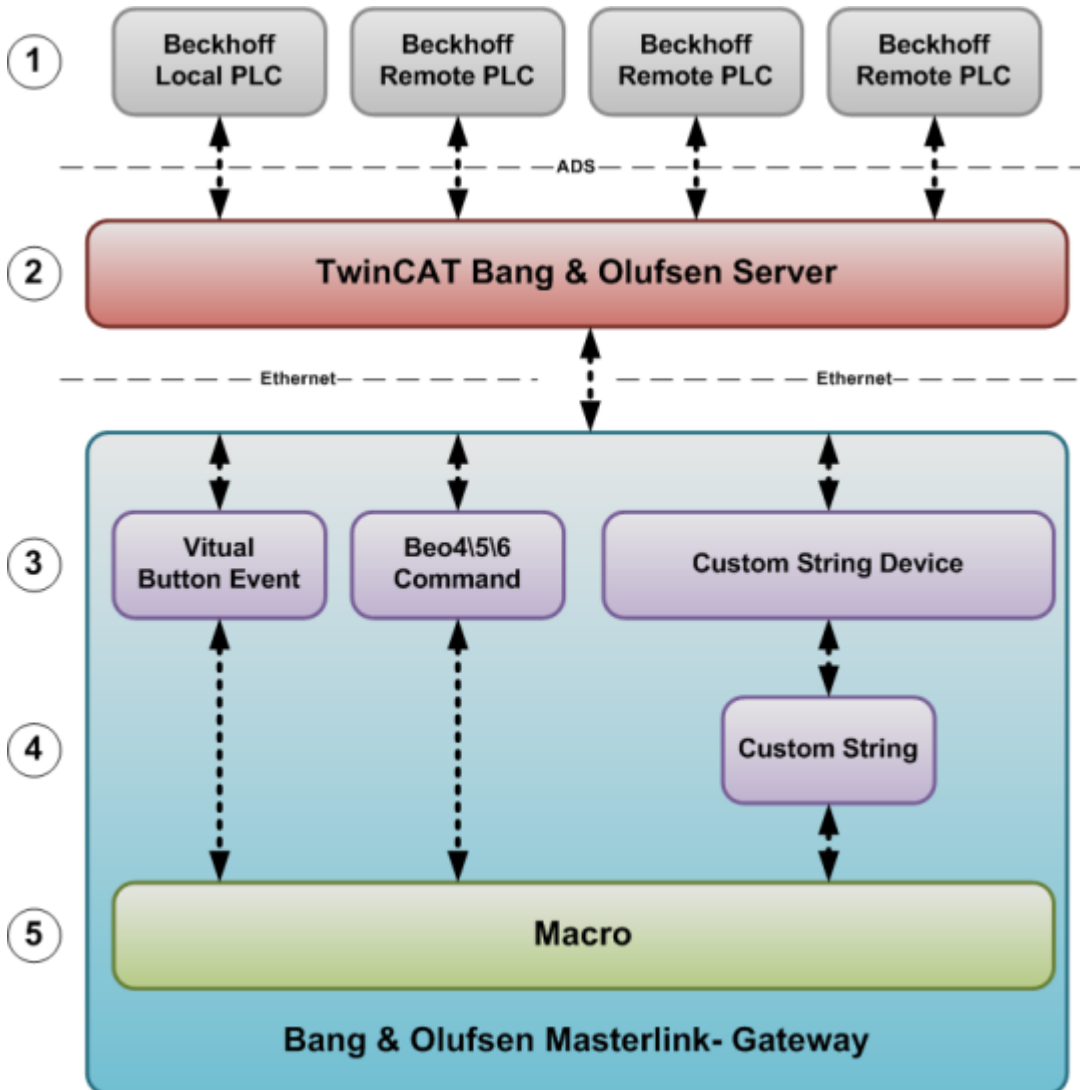 1
Beckhoff
Local PLC
Beckhoff
Remote PLC
Beckhoff
Remote PLC
Beckhoff
Remote PLC
ADS
2
TwinCAT Bang & Olufsen Server
Ethernet
Ethernet
3
Vitual
Button Event
Beo4\5\6
Command
Custom String Device
4
Custom String
5
Macro
Bang & Olufsen Masterlink- Gateway